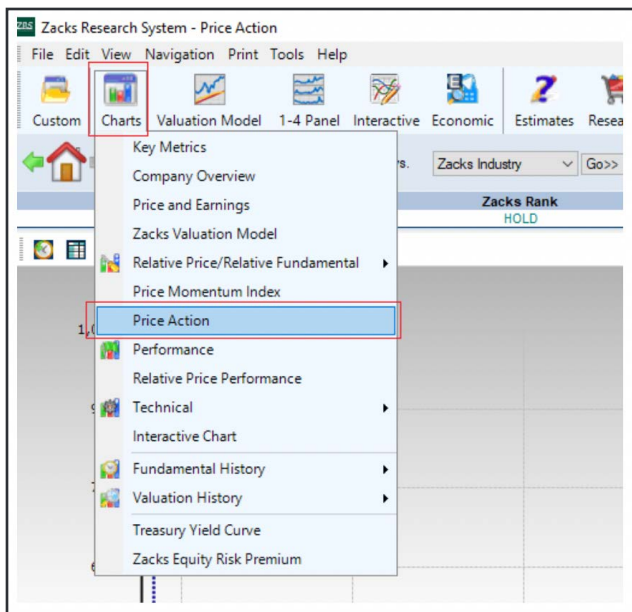 ZRS Zacks Research System - Price Action
File Edit View Navigation Print Tools Help
Custom Charts Valuation Model 1-4 Panel Interactive Economic Estimates
Key Metrics
Company Overview
Zacks Industry Go>>
Price and Earnings
Zacks Rank
HOLD
Zacks Valuation Model
Relative Price/Relative Fundamental
Price Momentum Index
Price Action
Performance
Relative Price Performance
Technical
Interactive Chart
Fundamental History
Valuation History
Treasury Yield Curve
Zacks Equity Risk Premium